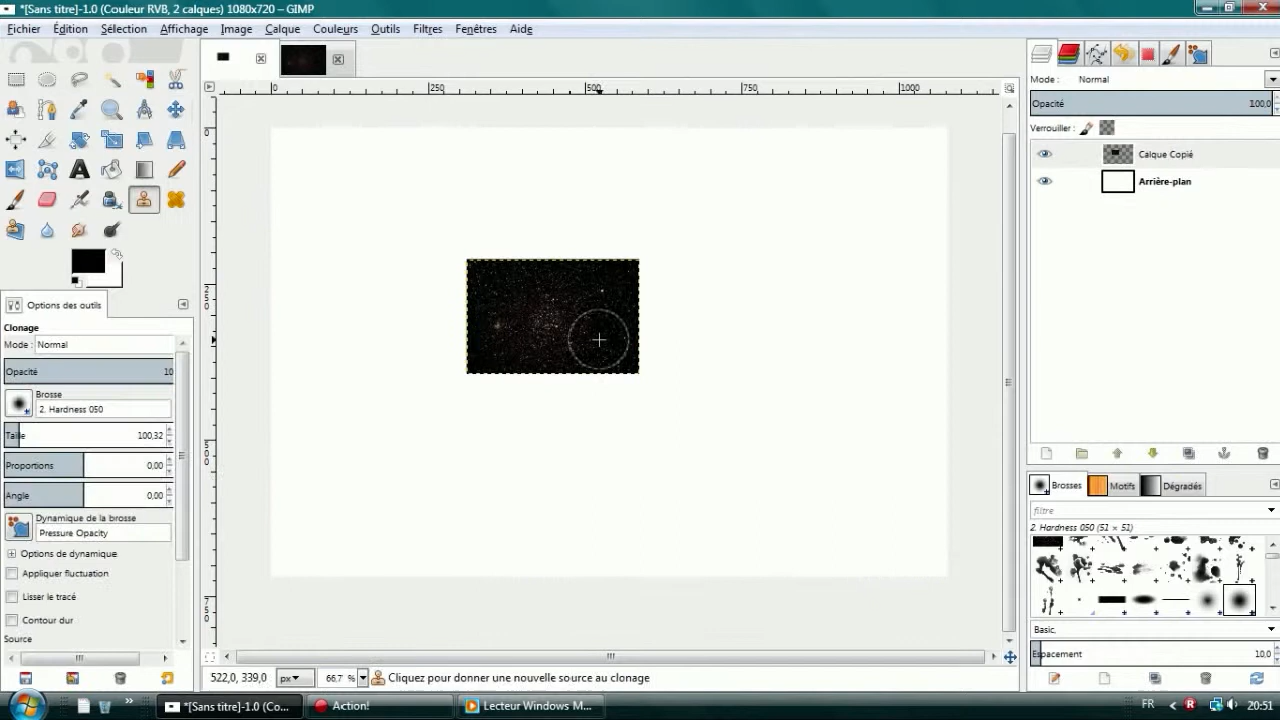 *[Sans titre]-1.0 (Couleur RVB, 2 calques) 1080x720 – GIMP
Fichier Édition Sélection Affichage Image Calque Couleurs Outils Filtres Fenêtres Aide
Mode : Normal
Opacité 100,0
Verrouiller :
Calque Copié
Arrière-plan
0 250 500 750 1000
0
250
500
750
Options des outils
Clonage
Mode : Normal
Opacité 10
Brosse
2. Hardness 050
Taille 100,32
Proportions 0,00
Angle 0,00
Dynamique de la brosse
Pressure Opacity
Options de dynamique
Appliquer fluctuation
Lisser le tracé
Contour dur
Source
Brosses Motifs Dégradés
filtre
2. Hardness 050 (51 × 51)
Basic,
Espacement 10,0
522,0, 339,0 px 66,7 % Cliquez pour donner une nouvelle source au clonage
*[Sans titre]-1.0 (Co... Action! Lecteur Windows M... FR 20:51